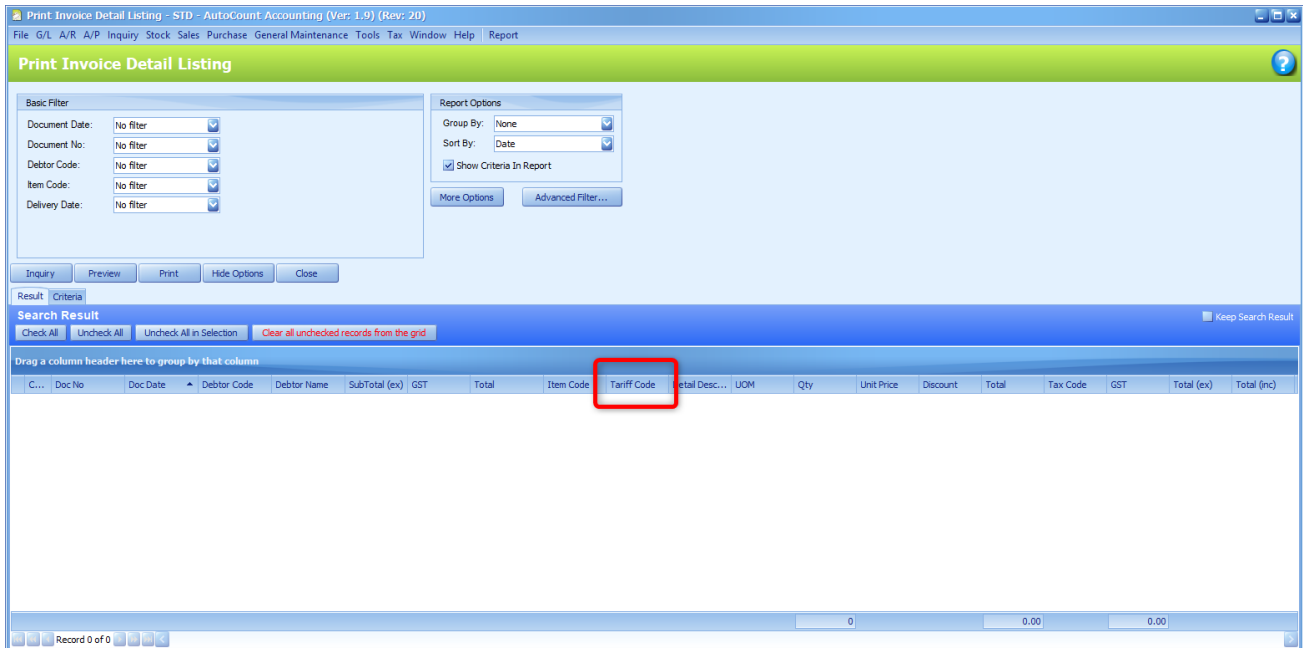 Print Invoice Detail Listing - STD - AutoCount Accounting (Ver: 1.9) (Rev: 20)
File G/L A/R A/P Inquiry Stock Sales Purchase General Maintenance Tools Tax Window Help Report
Print Invoice Detail Listing
?
Basic Filter
Document Date: No filter
Document No: No filter
Debtor Code: No filter
Item Code: No filter
Delivery Date: No filter
Report Options
Group By: None
Sort By: Date
Show Criteria In Report
More Options Advanced Filter...
Inquiry Preview Print Hide Options Close
Result Criteria
Search Result
Keep Search Result
Check All Uncheck All Uncheck All in Selection Clear all unchecked records from the grid
Drag a column header here to group by that column
C... Doc No Doc Date Debtor Code Debtor Name SubTotal (ex) GST Total Item Code Tariff Code Detail Desc... UOM Qty Unit Price Discount Total Tax Code GST Total (ex) Total (inc)
0 0.00 0.00
Record 0 of 0